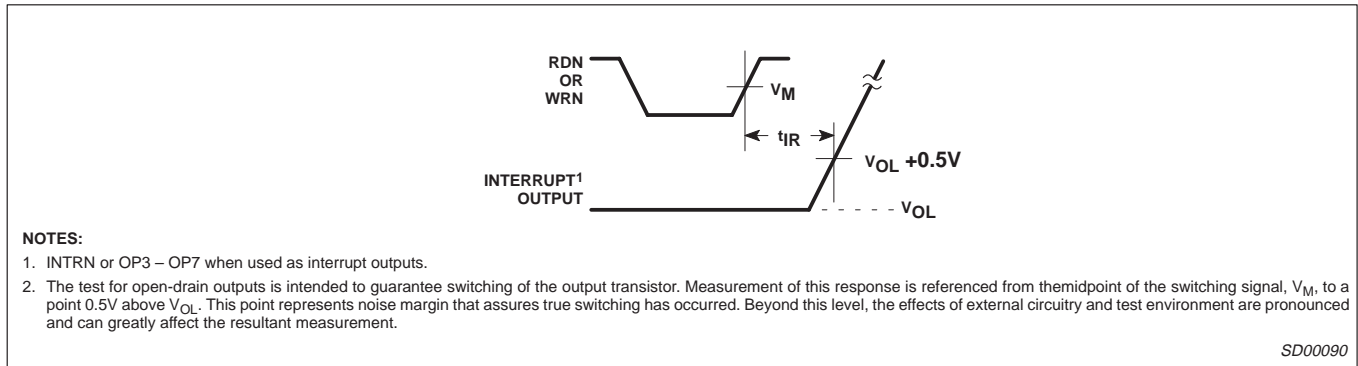 RDN
OR
WRN
VM
tIR
VOL +0.5V
INTERRUPT1
OUTPUT
VOL
NOTES:
1. INTRN or OP3 – OP7 when used as interrupt outputs.
2. The test for open-drain outputs is intended to guarantee switching of the output transistor. Measurement of this response is referenced from themidpoint of the switching signal, VM, to a
point 0.5V above VOL. This point represents noise margin that assures true switching has occurred. Beyond this level, the effects of external circuitry and test environment are pronounced
and can greatly affect the resultant measurement.
SD00090